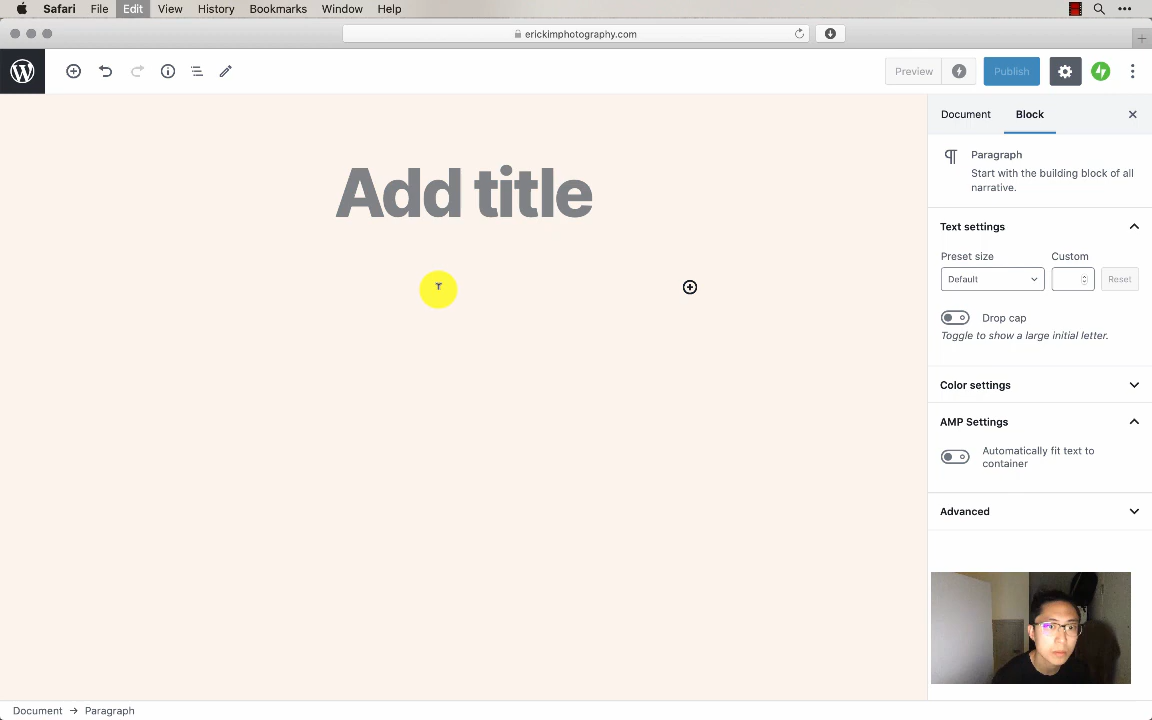 Safari File Edit View History Bookmarks Window Help
erickimphotography.com
Preview Publish
Document Block
Add title
Paragraph
Start with the building block of all
narrative.
Text settings
Preset size Custom
Default Reset
Drop cap
Toggle to show a large initial letter.
Color settings
AMP Settings
Automatically fit text to
container
Advanced
Document → Paragraph